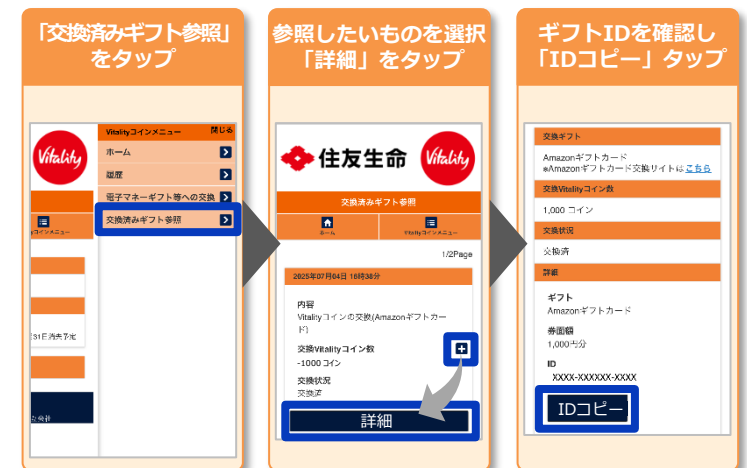 「交換済みギフト参照」
をタップ
Vitality
Vitalityコインメニュー 閉じる
ホーム
履歴
電子マネーギフト等への交換
交換済みギフト参照
31日消失予定
参照したいものを選択
「詳細」をタップ
住友生命 Vitality
交換済みギフト参照
ホーム Vitalityコインメニュー
1/2Page
2025年07月04日 16時36分
内容
Vitalityコインの交換(Amazonギフトカー
ド)
交換Vitalityコイン数
-1000コイン
交換状況
交換済
詳細
ギフトIDを確認し
「IDコピー」タップ
交換ギフト
Amazonギフトカード
※Amazonギフトカード交換サイトはこちら
交換Vitalityコイン数
1,000 コイン
交換状況
交換済
詳細
ギフト
Amazonギフトカード
券面額
1,000円分
ID
XXXX-XXXXXX-XXXX
IDコピー